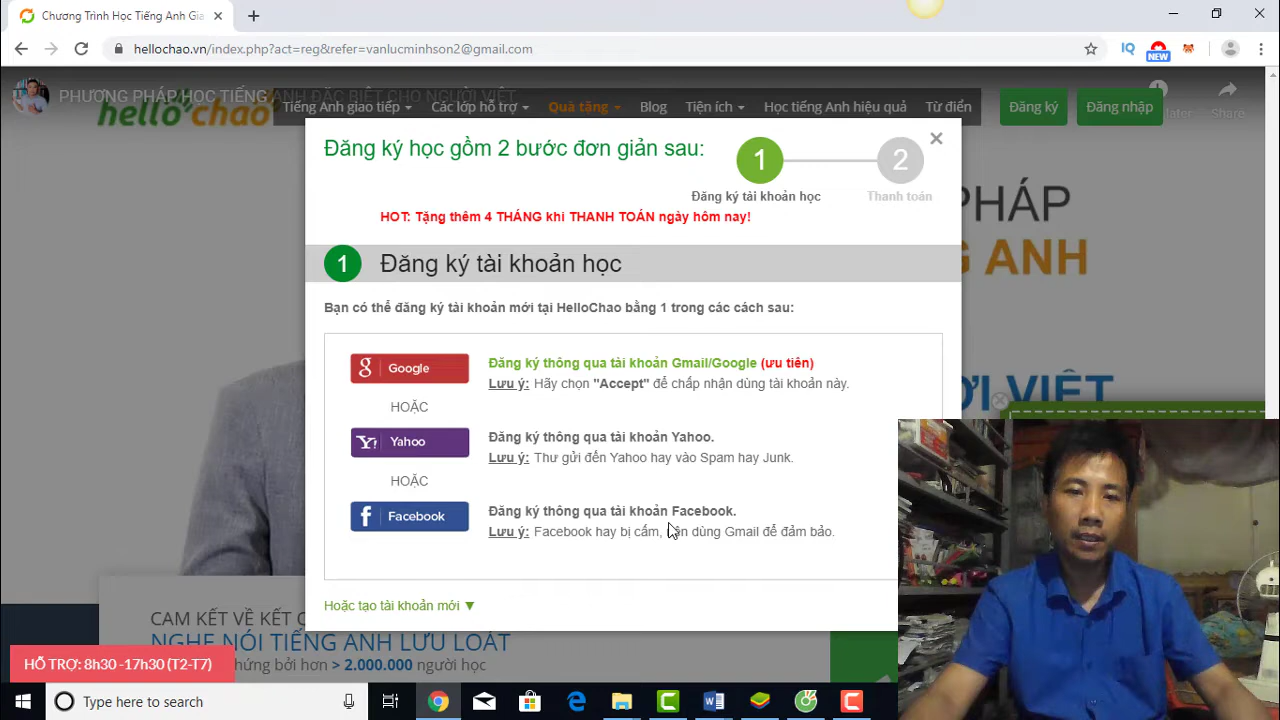 Chương Trình Học Tiếng Anh Gia
hellochao.vn/index.php?act=reg&refer=vanlucminhson2@gmail.com
IQ
NEW
PHƯƠNG PHÁP HỌC TIẾNG ANH ĐẶC BIỆT CHO NGƯỜI VIỆT
hello chao
Tiếng Anh giao tiếp
Các lớp hỗ trợ
Quà tặng
Blog
Tiện ích
Học tiếng Anh hiệu quả
Từ điển
Đăng ký
Đăng nhập
later
Share
Đăng ký học gồm 2 bước đơn giản sau:
1
2
Đăng ký tài khoản học
Thanh toán
HOT: Tặng thêm 4 THÁNG khi THANH TOÁN ngày hôm nay!
PHÁP
G ANH
1 Đăng ký tài khoản học
Bạn có thể đăng ký tài khoản mới tại HelloChao bằng 1 trong các cách sau:
Google
Đăng ký thông qua tài khoản Gmail/Google (ưu tiên)
Lưu ý: Hãy chọn "Accept" để chấp nhận dùng tài khoản này.
HOẶC
Yahoo
Đăng ký thông qua tài khoản Yahoo.
Lưu ý: Thư gửi đến Yahoo hay vào Spam hay Junk.
HOẶC
Facebook
Đăng ký thông qua tài khoản Facebook.
Lưu ý: Facebook hay bị cấm, dùng Gmail để đảm bảo.
Hoặc tạo tài khoản mới ▼
VIỆT
CAM KẾT VỀ KẾT
NGHE NÓI TIẾNG ANH LƯU LOÁT
chứng bởi hơn > 2.000.000 người học
HỖ TRỢ: 8h30 -17h30 (T2-T7)
Type here to search